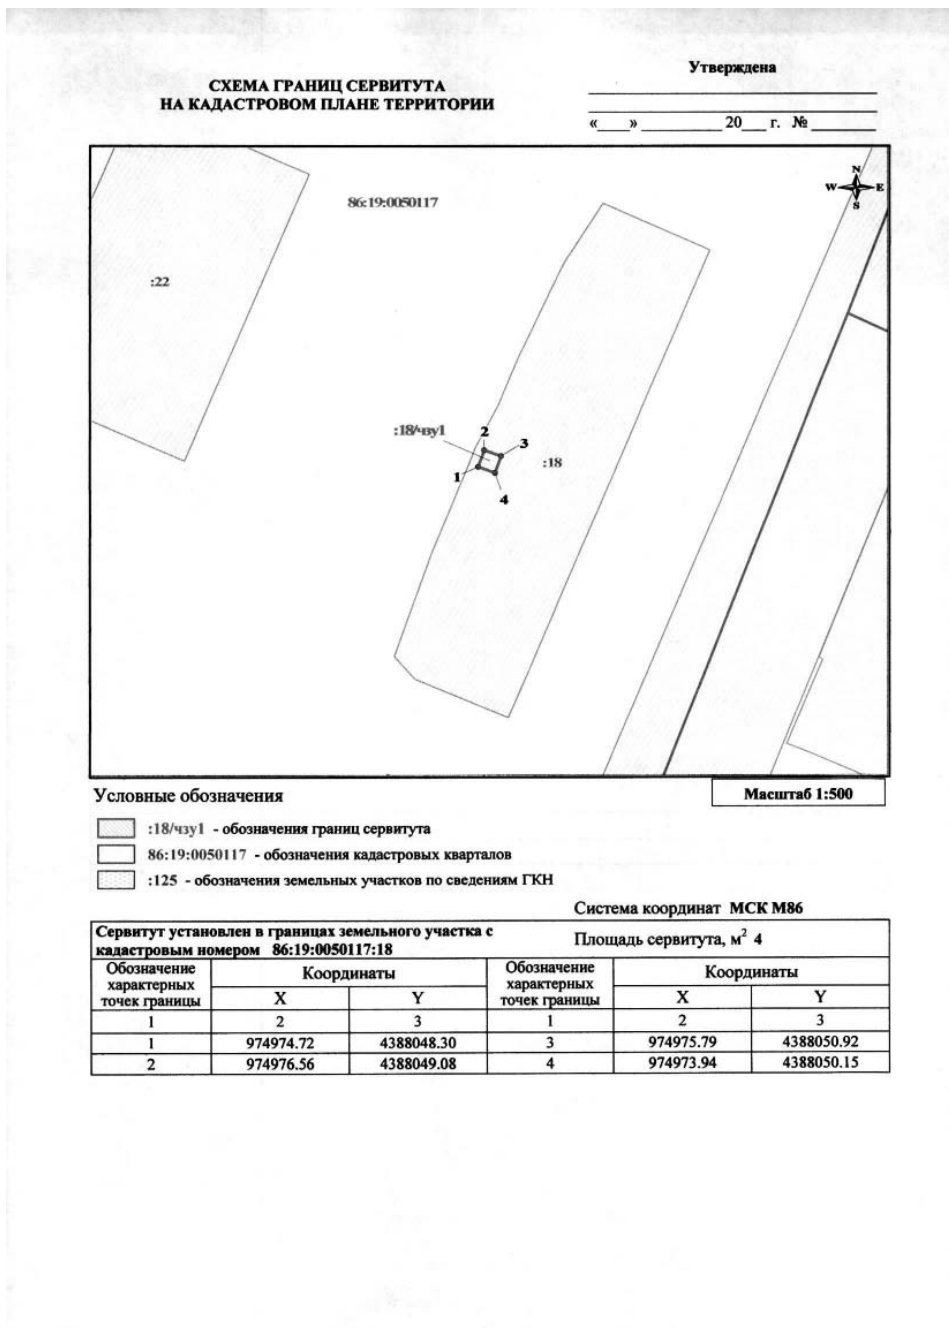 СХЕМА ГРАНИЦ СЕРВИТУТА
НА КАДАСТРОВОМ ПЛАНЕ ТЕРРИТОРИИ
Утверждена
«____» __________ 20___ г. № ________
86:19:0050117
N
W E
S
:22
:18/чзу1
2
3
:18
1
4
Условные обозначения
Масштаб 1:500
:18/чзу1 - обозначения границ сервитута
86:19:0050117 - обозначения кадастровых кварталов
:125 - обозначения земельных участков по сведениям ГКН
Система координат МСК М86
Сервитут установлен в границах земельного участка с
кадастровым номером 86:19:0050117:18
Площадь сервитута, м² 4
Обозначение
характерных
точек границы
Координаты
Обозначение
характерных
точек границы
Координаты
X Y X Y
1 2 3 1 2 3
1 974974.72 4388048.30 3 974975.79 4388050.92
2 974976.56 4388049.08 4 974973.94 4388050.15